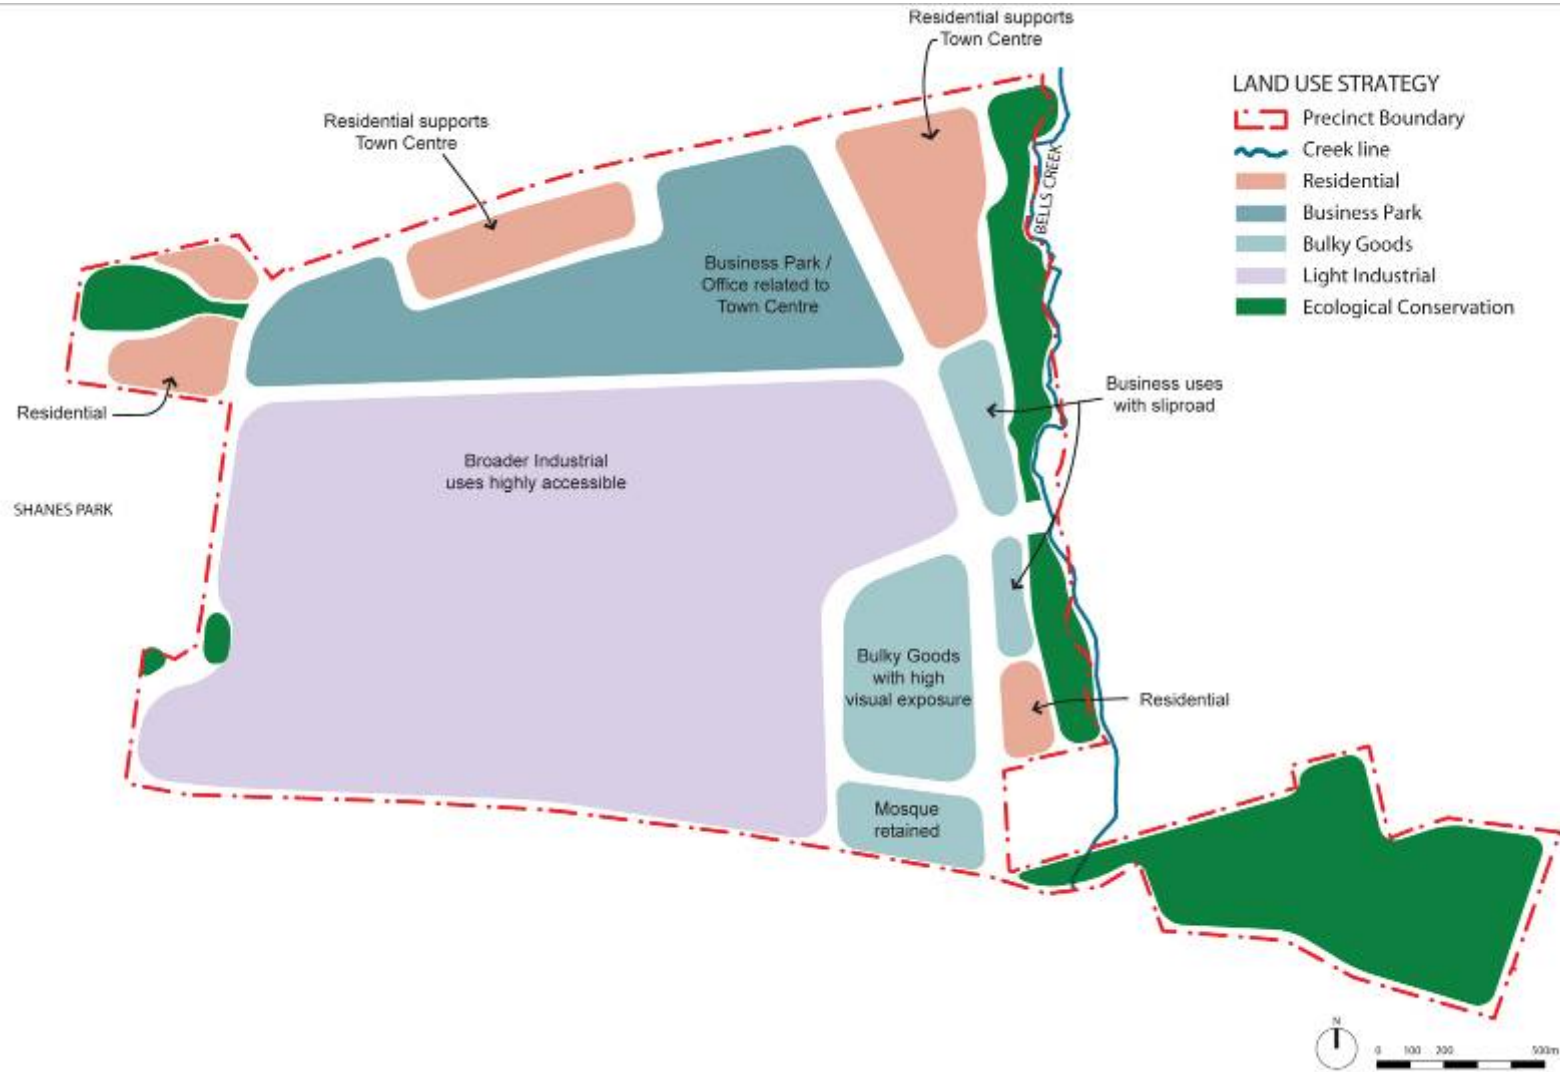 Residential supports
Town Centre
Residential supports
Town Centre
LAND USE STRATEGY
Precinct Boundary
Creek line
Residential
Business Park
Bulky Goods
Light Industrial
Ecological Conservation
BELLS CREEK
Business Park /
Office related to
Town Centre
Business uses
with sliproad
Residential
Broader Industrial
uses highly accessible
SHANES PARK
Bulky Goods
with high
visual exposure
Residential
Mosque
retained
N
0 100 200 500m